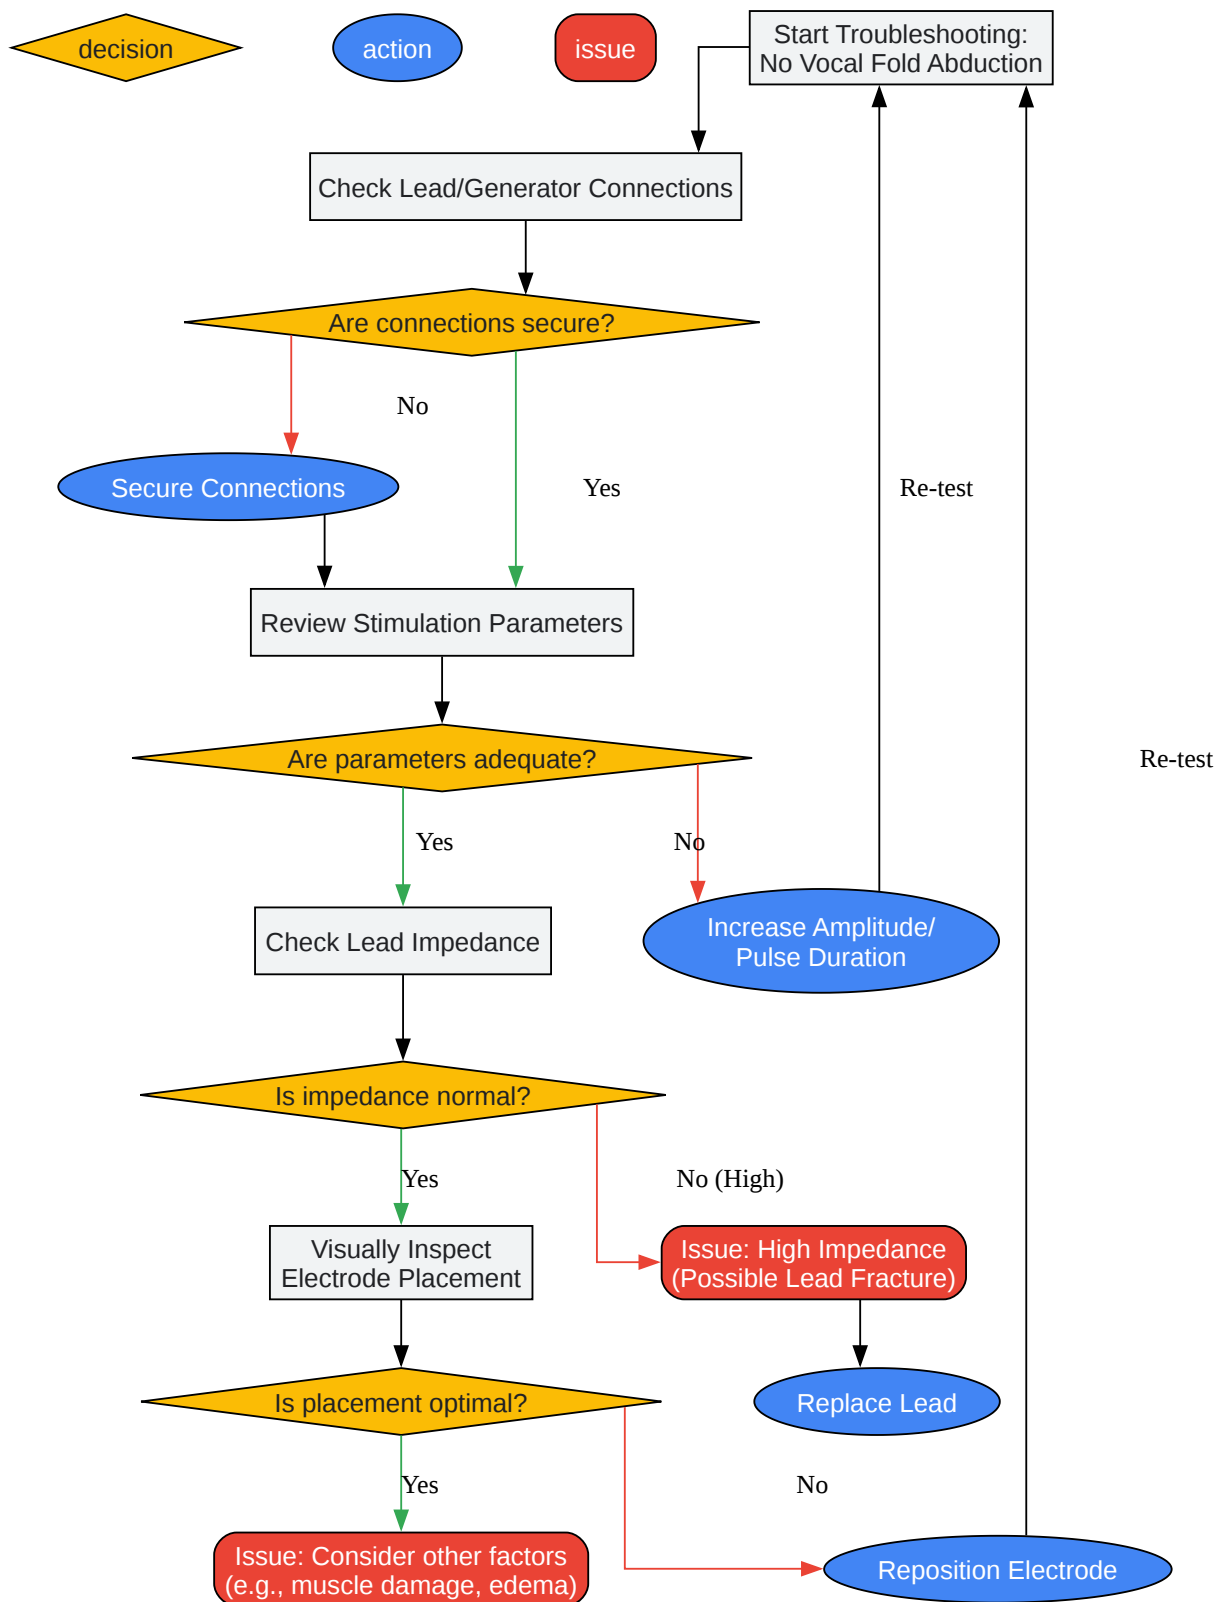 decision
action
issue
Start Troubleshooting:
No Vocal Fold Abduction
Check Lead/Generator Connections
Are connections secure?
No
Secure Connections
Yes
Re-test
Review Stimulation Parameters
Are parameters adequate?
Re-test
Yes
No
Increase Amplitude/
Pulse Duration
Check Lead Impedance
Is impedance normal?
Yes
No (High)
Visually Inspect
Electrode Placement
Issue: High Impedance
(Possible Lead Fracture)
Is placement optimal?
Replace Lead
Yes
No
Issue: Consider other factors
(e.g., muscle damage, edema)
Reposition Electrode